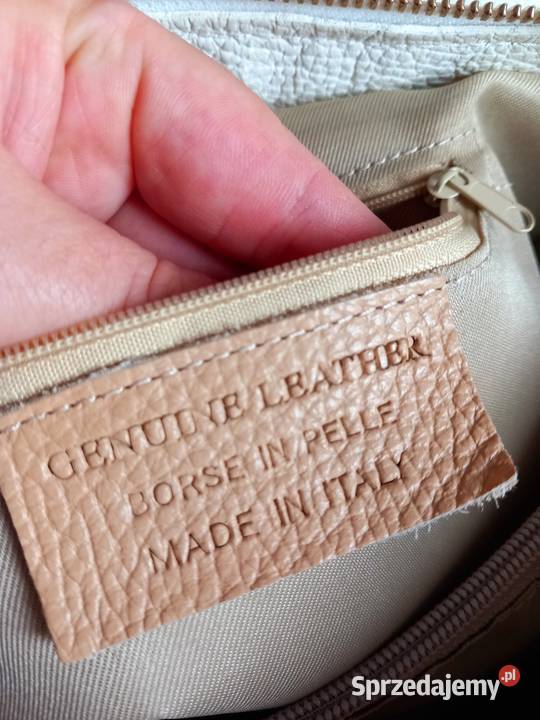 GENUINE LEATHER
BORSE IN PELLE
MADE IN ITALY
Sprzedajemy.pl